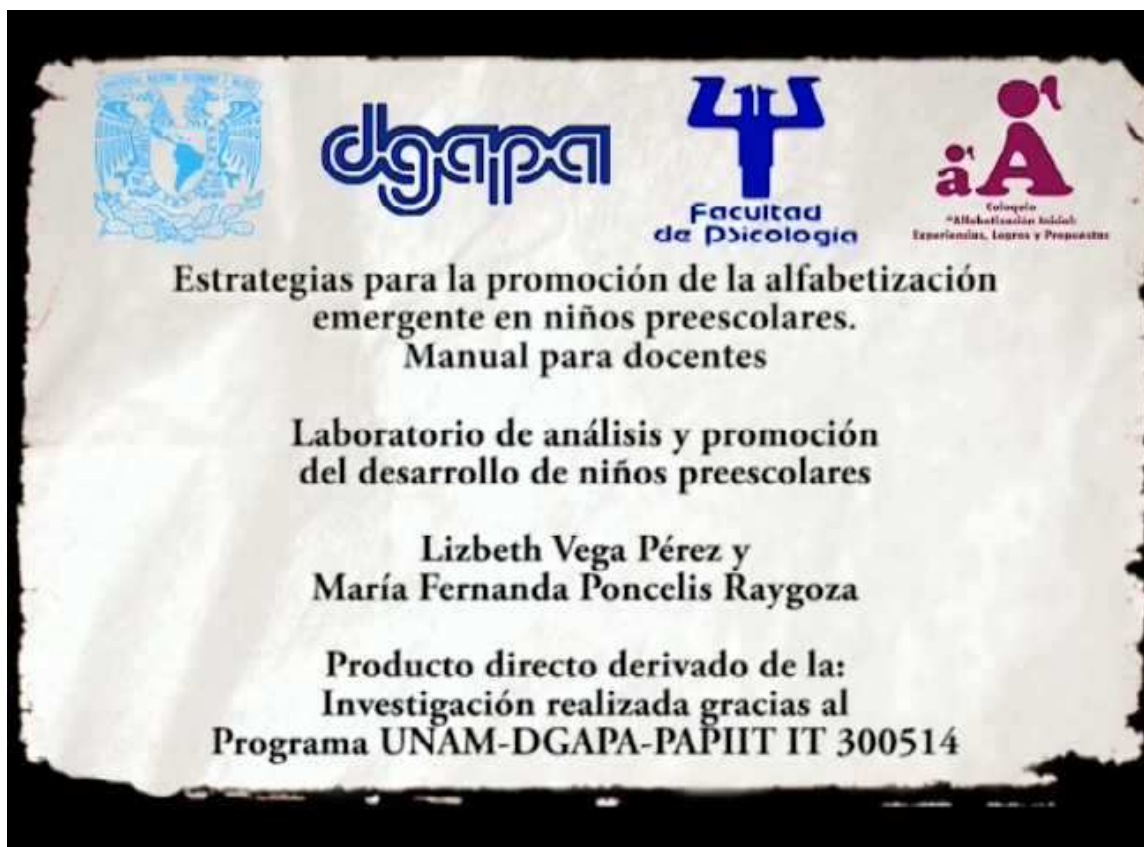 dgapa
Facultad
de Psicología
Coloquio
"Alfabetización Inicial:
Experiencias, Logros y Propuestas
Estrategias para la promoción de la alfabetización
emergente en niños preescolares.
Manual para docentes
Laboratorio de análisis y promoción
del desarrollo de niños preescolares
Lizbeth Vega Pérez y
María Fernanda Poncelis Raygoza
Producto directo derivado de la:
Investigación realizada gracias al
Programa UNAM-DGAPA-PAPIIT IT 300514